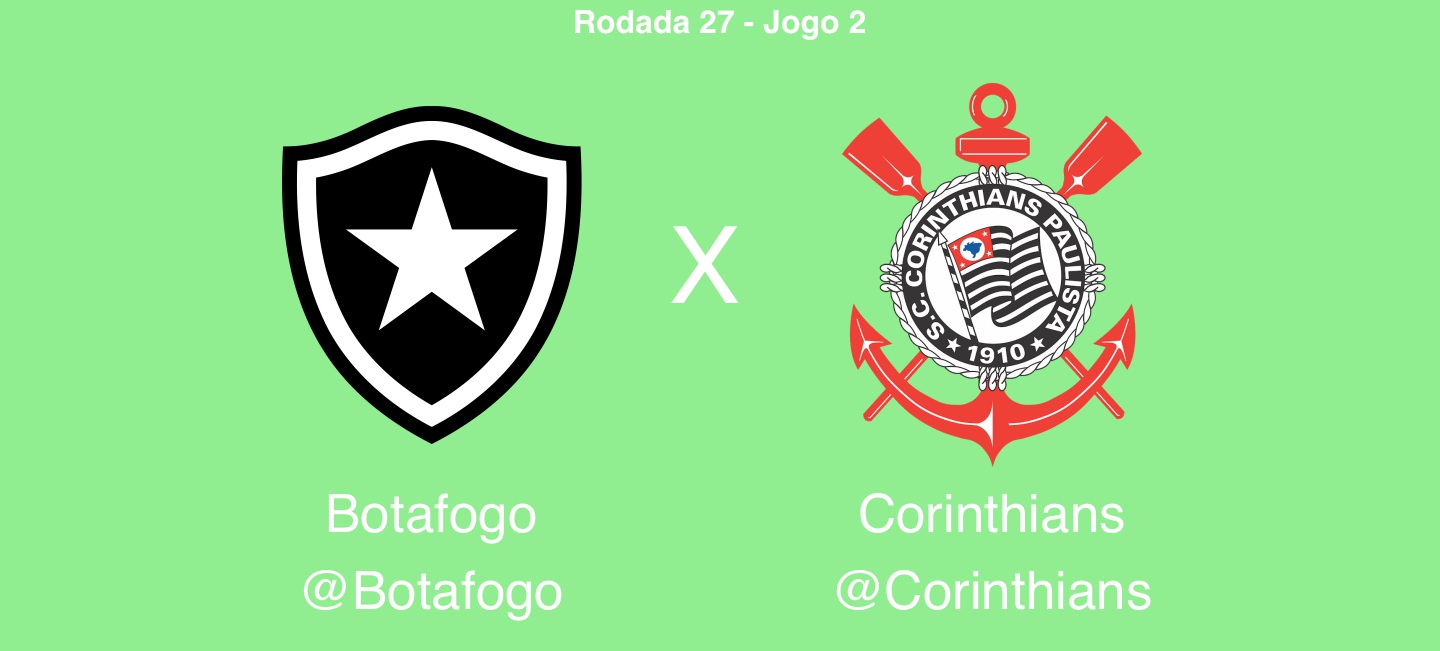 Rodada 27 - Jogo 2
X
S.C. CORINTHIANS PAULISTA
1910
Botafogo
Corinthians
@Botafogo
@Corinthians